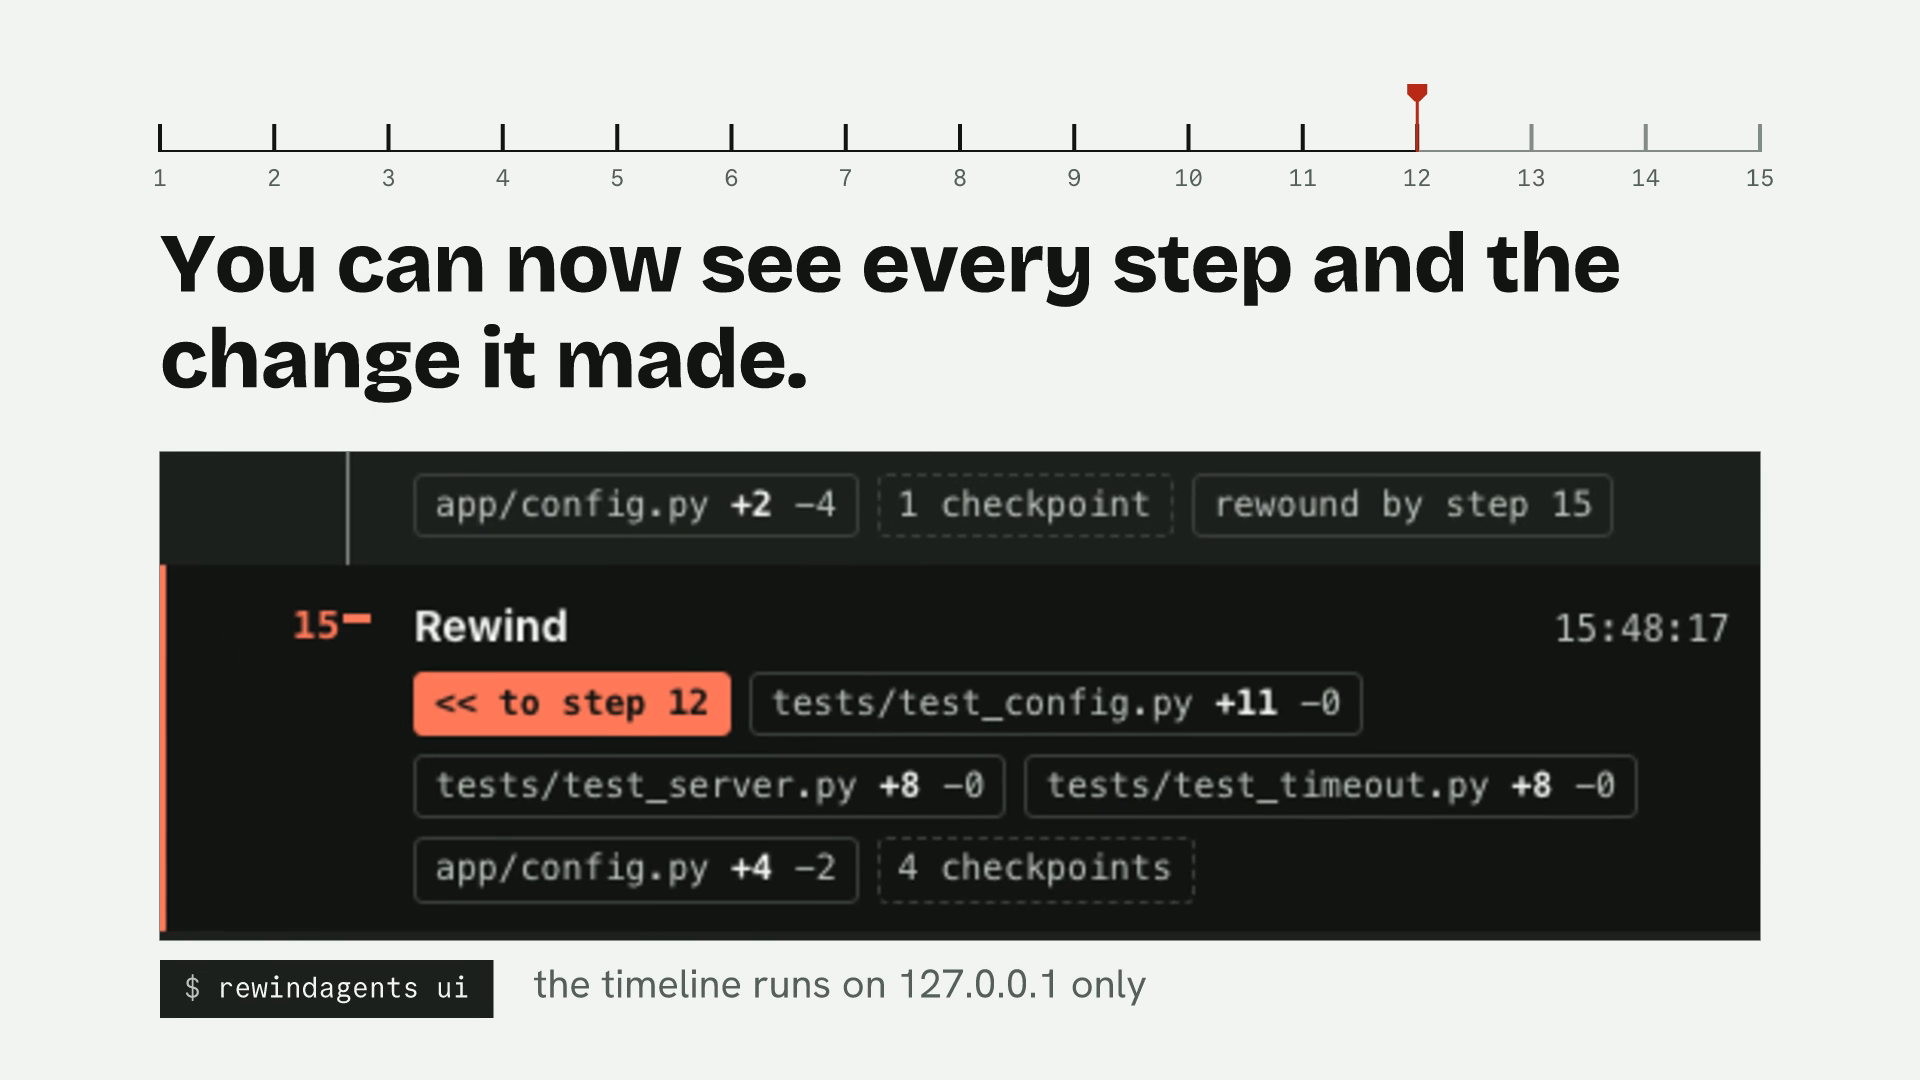 1 2 3 4 5 6 7 8 9 10 11 12 13 14 15
You can now see every step and the
change it made.
app/config.py +2 −4 1 checkpoint rewound by step 15
15 Rewind 15:48:17
<< to step 12 tests/test_config.py +11 −0
tests/test_server.py +8 −0 tests/test_timeout.py +8 −0
app/config.py +4 −2 4 checkpoints
$ rewindagents ui the timeline runs on 127.0.0.1 only